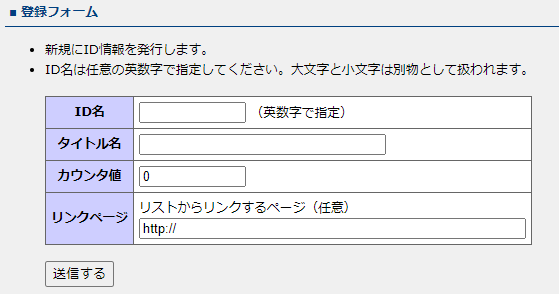 ■ 登録フォーム
• 新規にID情報を発行します。
• ID名は任意の英数字で指定してください。大文字と小文字は別物として扱われます。
ID名 （英数字で指定）
タイトル名
カウンタ値 0
リンクページ リストからリンクするページ（任意）
http://
送信する